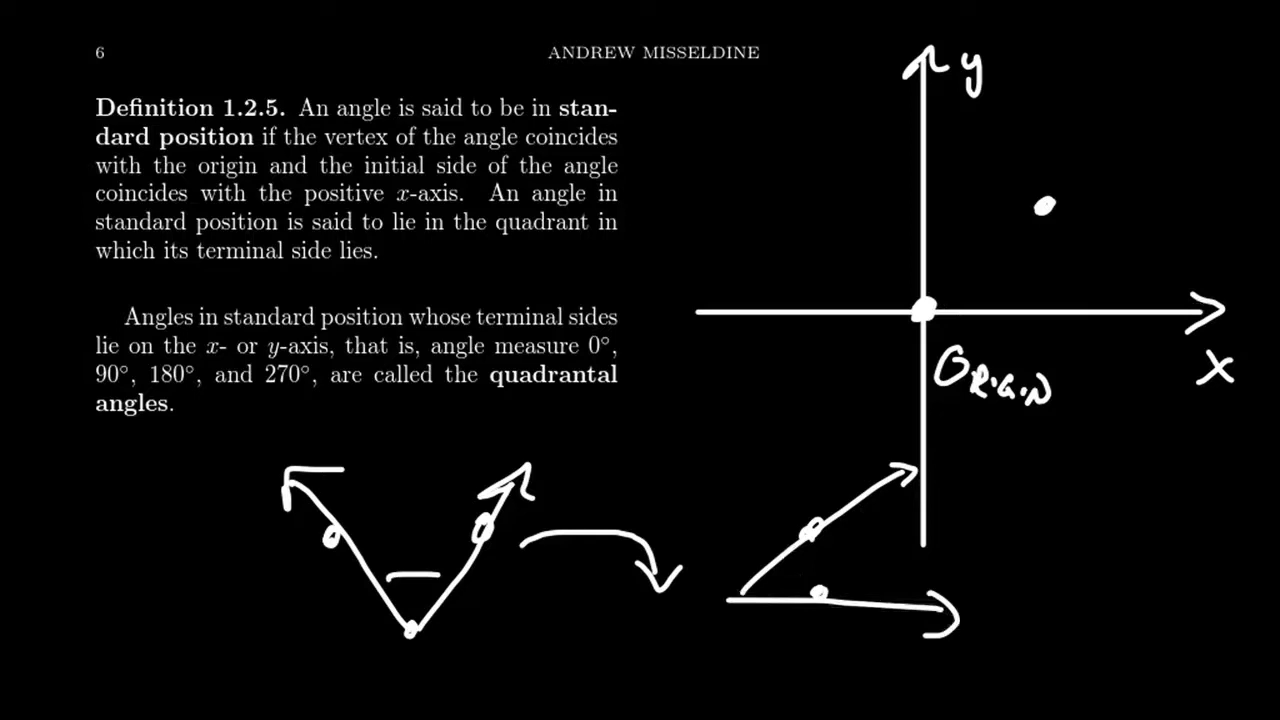 6 ANDREW MISSELDINE
Definition 1.2.5. An angle is said to be in stan-
dard position if the vertex of the angle coincides
with the origin and the initial side of the angle
coincides with the positive x-axis. An angle in
standard position is said to lie in the quadrant in
which its terminal side lies.
Angles in standard position whose terminal sides
lie on the x- or y-axis, that is, angle measure 0°,
90°, 180°, and 270°, are called the quadrantal
angles.
y
x
ORIGIN